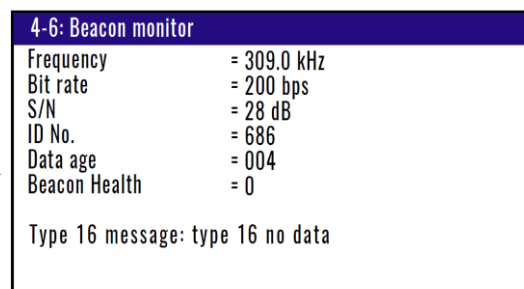 4-6: Beacon monitor
Frequency = 309.0 kHz
Bit rate = 200 bps
S/N = 28 dB
ID No. = 686
Data age = 004
Beacon Health = 0
Type 16 message: type 16 no data